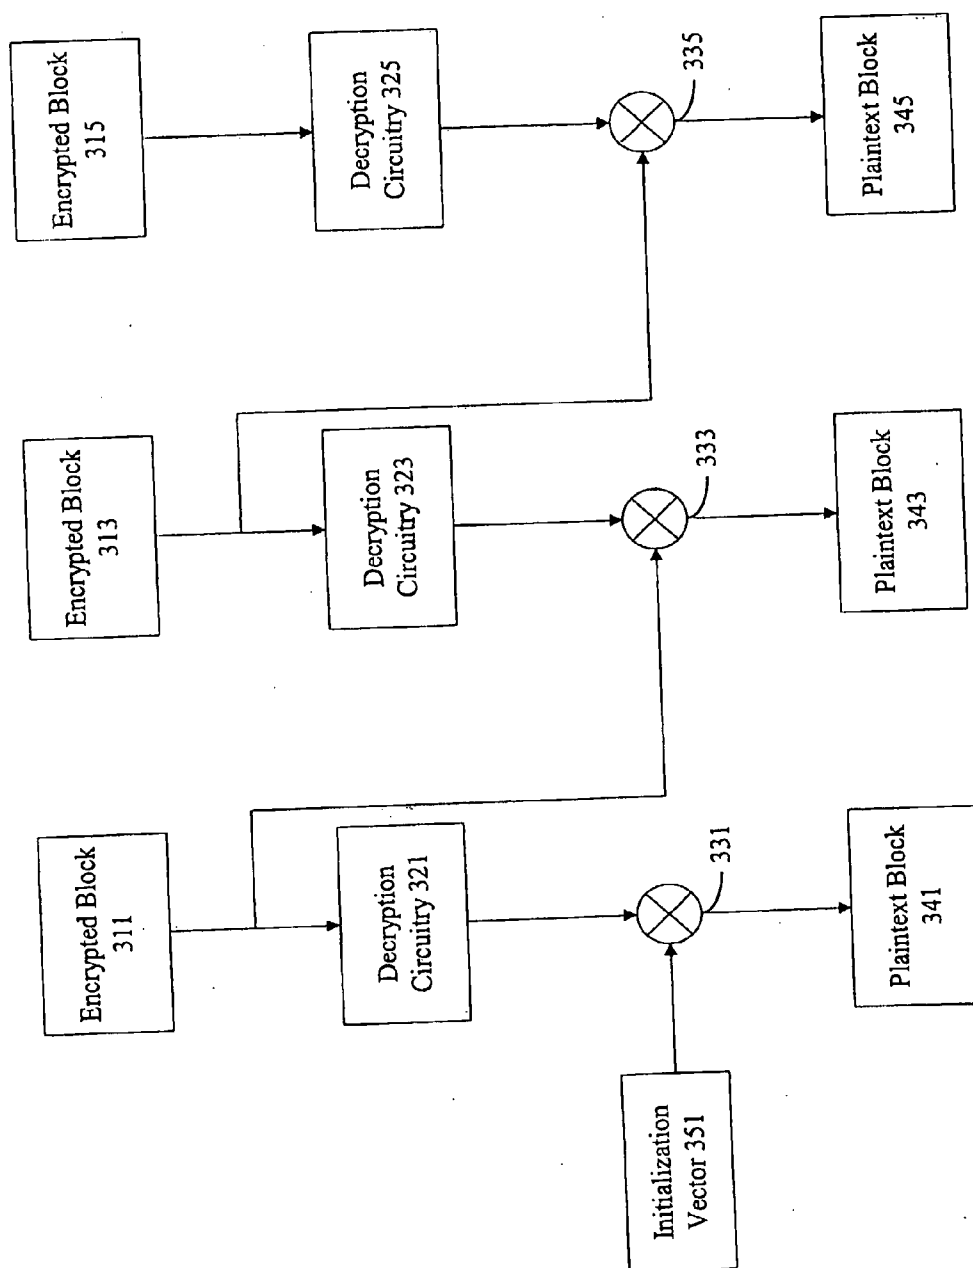 Encrypted Block
311
Encrypted Block
313
Encrypted Block
315
Decryption
Circuitry 321
Decryption
Circuitry 323
Decryption
Circuitry 325
Initialization
Vector 351
331
333
335
Plaintext Block
341
Plaintext Block
343
Plaintext Block
345